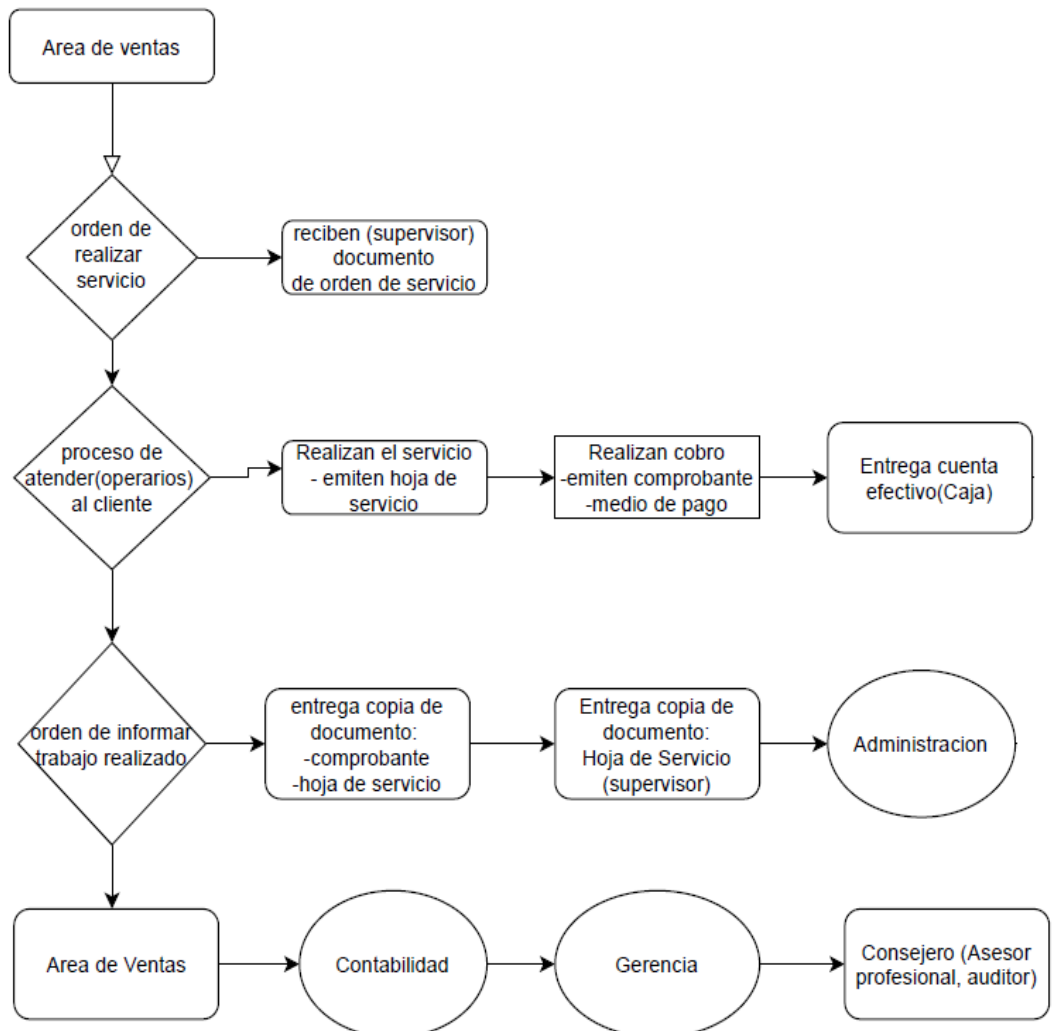 Area de ventas
orden de
realizar
servicio
reciben (supervisor)
documento
de orden de servicio
proceso de
atender(operarios)
al cliente
Realizan el servicio
- emiten hoja de
servicio
Realizan cobro
-emiten comprobante
-medio de pago
Entrega cuenta
efectivo(Caja)
orden de informar
trabajo realizado
entrega copia de
documento:
-comprobante
-hoja de servicio
Entrega copia de
documento:
Hoja de Servicio
(supervisor)
Administracion
Area de Ventas
Contabilidad
Gerencia
Consejero (Asesor
profesional, auditor)